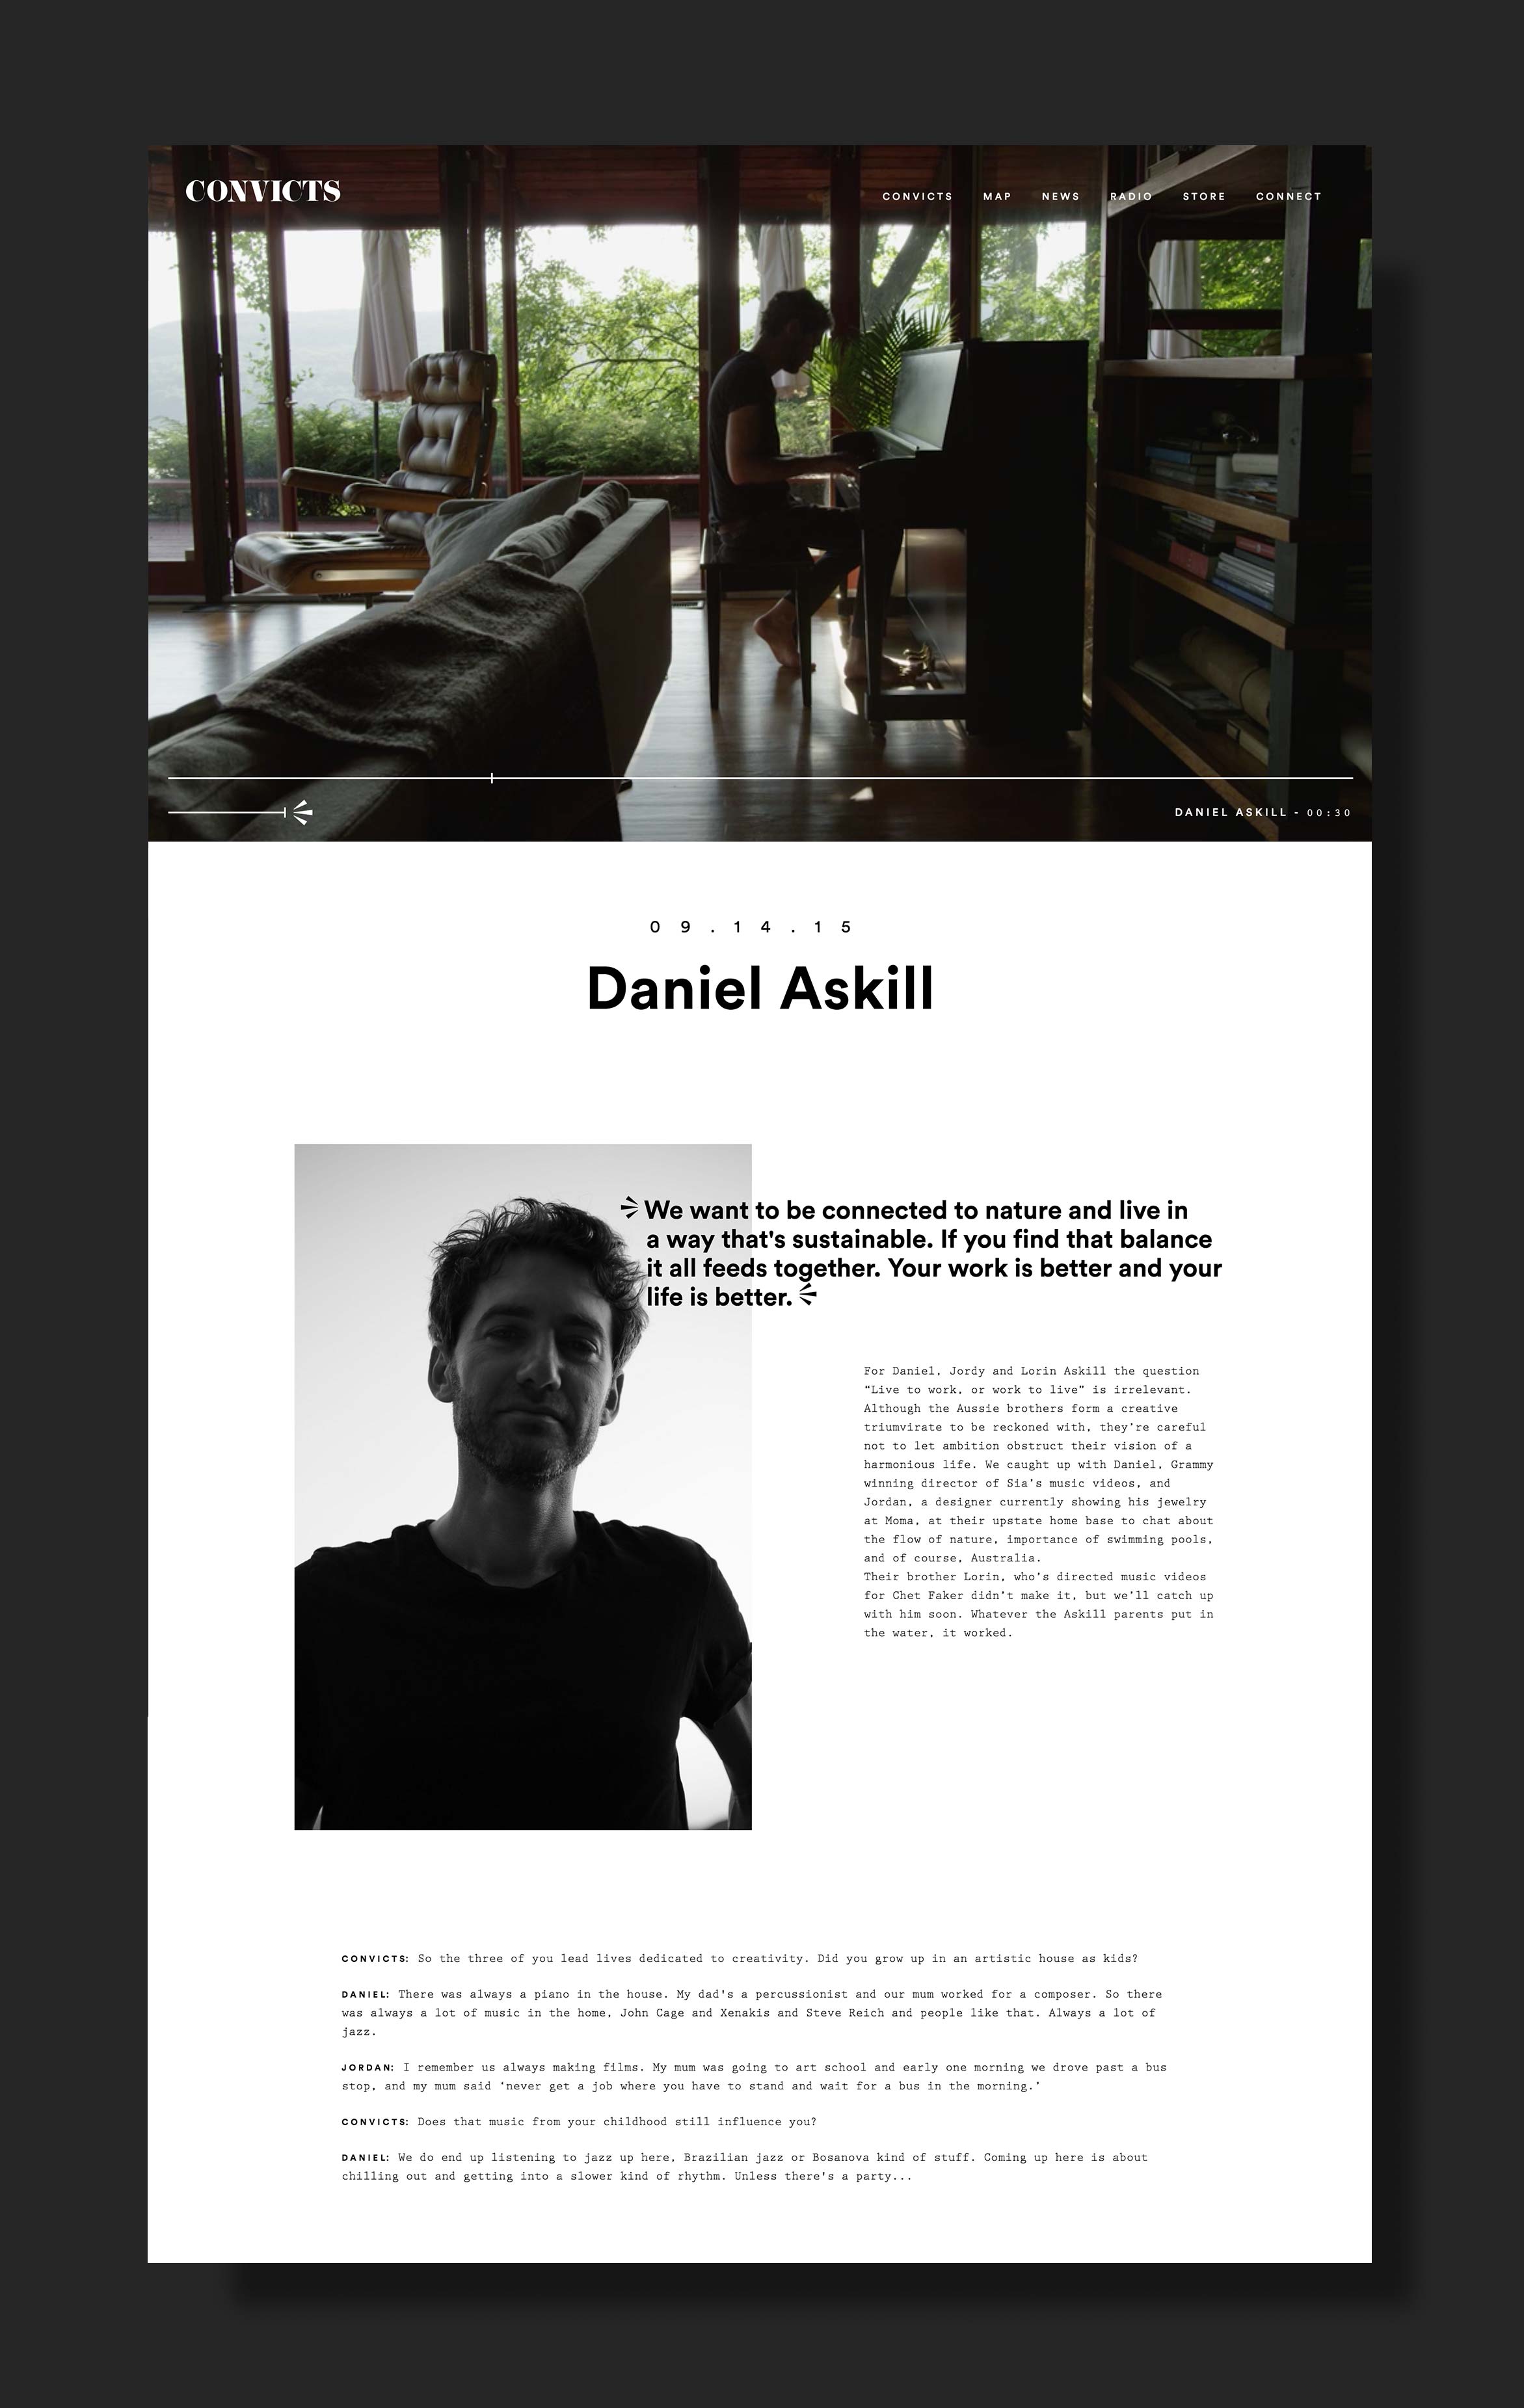 CONVICTS
CONVICTS MAP NEWS RADIO STORE CONNECT
DANIEL ASKILL - 00:30
09.14.15
Daniel Askill
We want to be connected to nature and live in
a way that's sustainable. If you find that balance
it all feeds together. Your work is better and your
life is better.
For Daniel, Jordy and Lorin Askill the question
“Live to work, or work to live” is irrelevant.
Although the Aussie brothers form a creative
triumvirate to be reckoned with, they’re careful
not to let ambition obstruct their vision of a
harmonious life. We caught up with Daniel, Grammy
winning director of Sia’s music videos, and
Jordan, a designer currently showing his jewelry
at Moma, at their upstate home base to chat about
the flow of nature, importance of swimming pools,
and of course, Australia.
Their brother Lorin, who’s directed music videos
for Chet Faker didn’t make it, but we’ll catch up
with him soon. Whatever the Askill parents put in
the water, it worked.
CONVICTS: So the three of you lead lives dedicated to creativity. Did you grow up in an artistic house as kids?
DANIEL: There was always a piano in the house. My dad's a percussionist and our mum worked for a composer. So there
was always a lot of music in the home, John Cage and Xenakis and Steve Reich and people like that. Always a lot of
jazz.
JORDAN: I remember us always making films. My mum was going to art school and early one morning we drove past a bus
stop, and my mum said ‘never get a job where you have to stand and wait for a bus in the morning.’
CONVICTS: Does that music from your childhood still influence you?
DANIEL: We do end up listening to jazz up here, Brazilian jazz or Bosanova kind of stuff. Coming up here is about
chilling out and getting into a slower kind of rhythm. Unless there's a party...